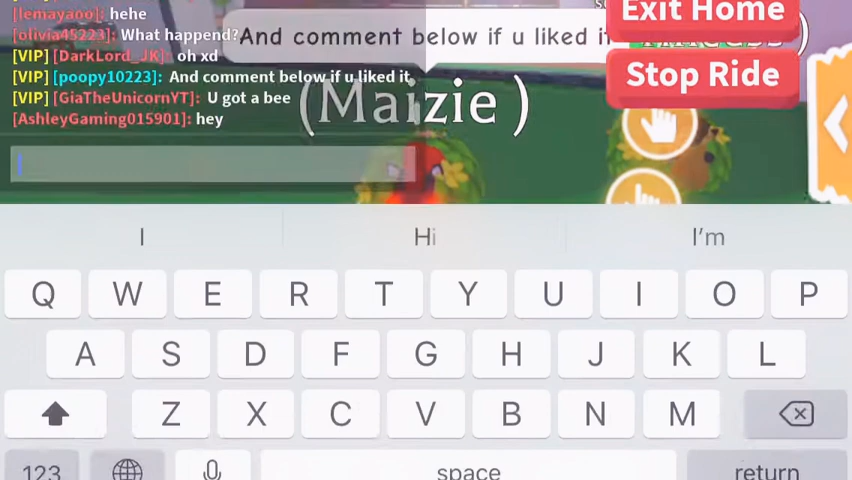 [lemayaoo]: hehe
[olivia45223]: What happend?
[VIP] [DarkLord_JK]: oh xd
[VIP] [poopy10223]: And comment below if u liked it.
[VIP] [GiaTheUnicornYT]: U got a bee
[AshleyGaming015901]: hey
And comment below if u liked it
(Maizie )
Exit Home
Stop Ride
I Hi I'm
Q W E R T Y U I O P
A S D F G H J K L
Z X C V B N M
123 space return